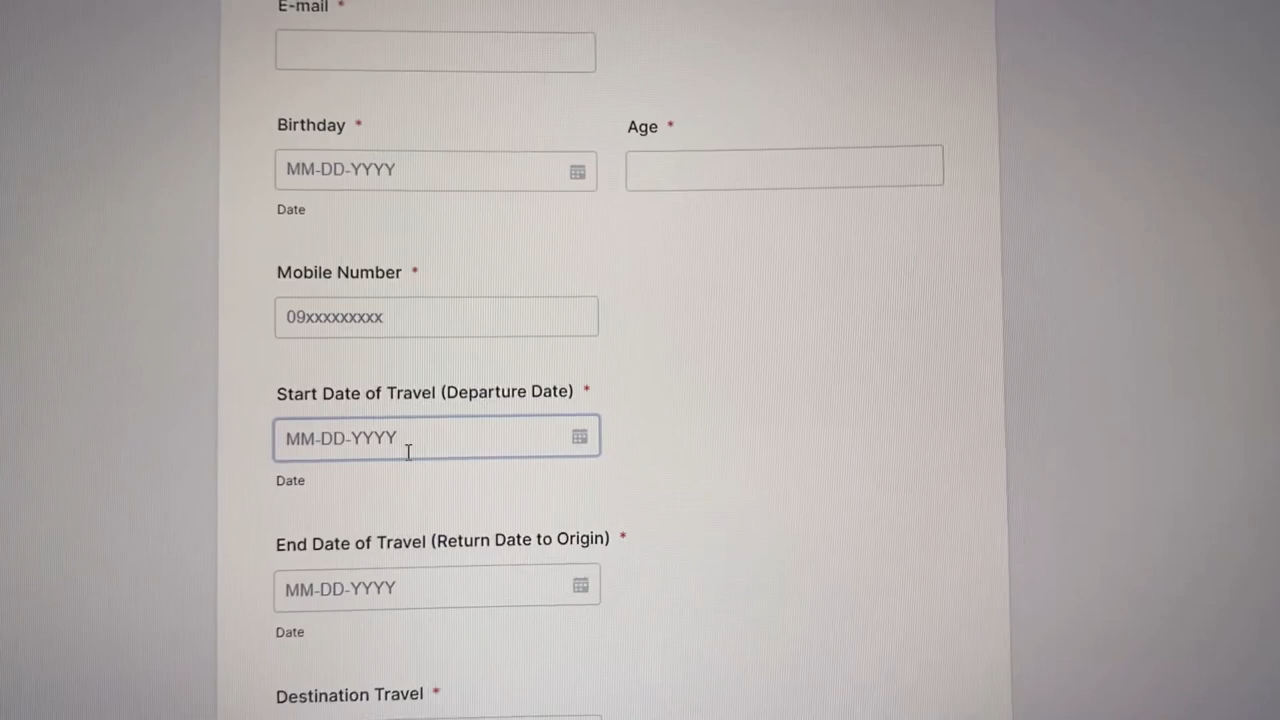 E-mail *
Birthday *
Age *
MM-DD-YYYY
Date
Mobile Number *
09xxxxxxxxx
Start Date of Travel (Departure Date) *
MM-DD-YYYY
Date
End Date of Travel (Return Date to Origin) *
MM-DD-YYYY
Date
Destination Travel *